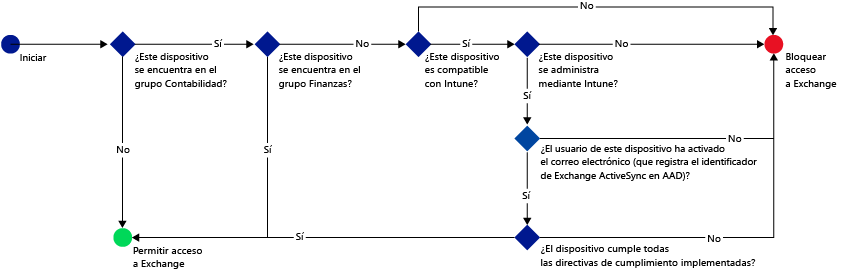 No
Iniciar
Sí
¿Este dispositivo
se encuentra en el
grupo Contabilidad?
No
¿Este dispositivo
se encuentra en el
grupo Finanzas?
Sí
¿Este dispositivo
es compatible
con Intune?
No
¿Este dispositivo
se administra
mediante Intune?
Bloquear
acceso
a Exchange
Sí
No
Sí
No
¿El usuario de este dispositivo ha activado
el correo electrónico (que registra el identificador
de Exchange ActiveSync en AAD)?
Sí
Sí
No
Permitir acceso
a Exchange
¿El dispositivo cumple todas
las directivas de cumplimiento implementadas?